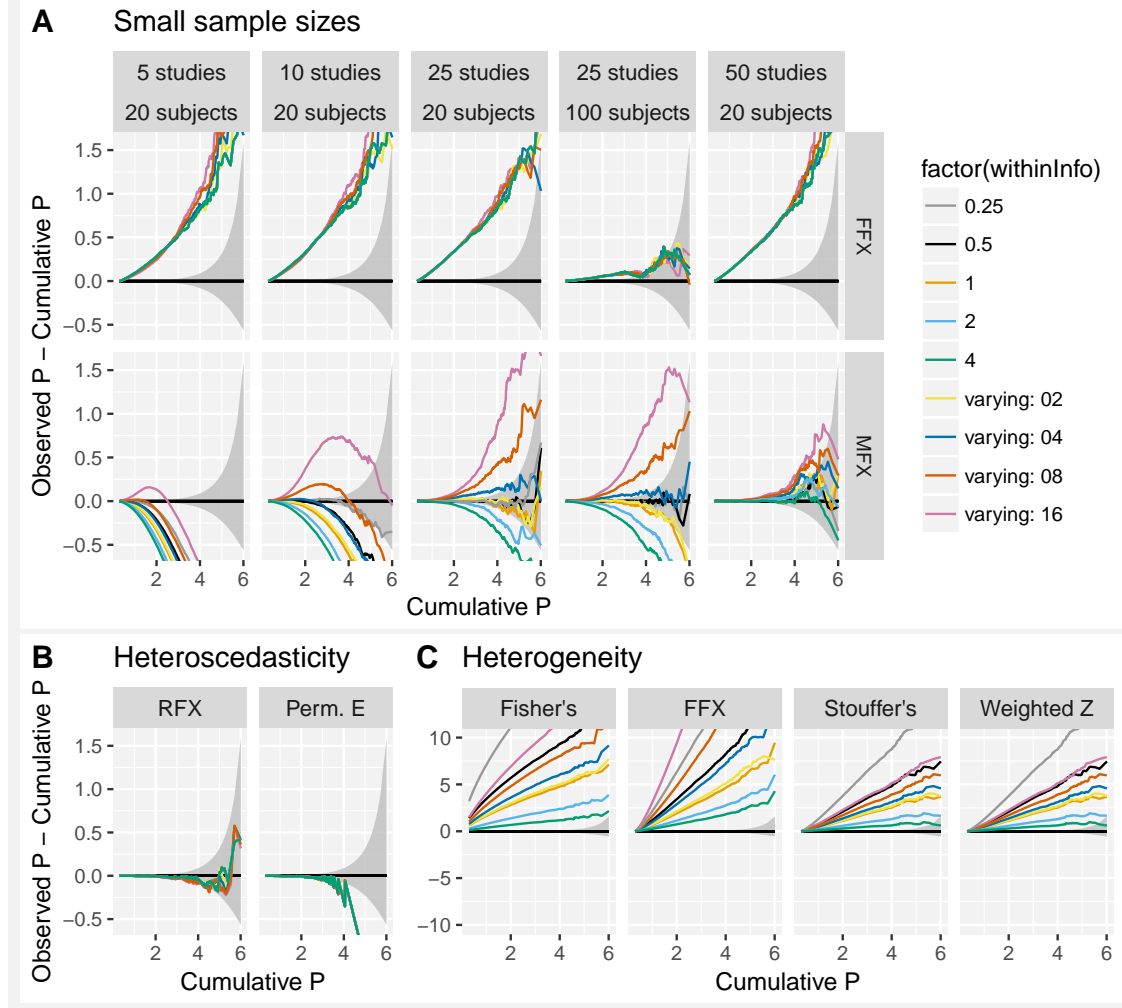 A Small sample sizes
5 studies 10 studies 25 studies 25 studies 50 studies
20 subjects 20 subjects 20 subjects 100 subjects 20 subjects
Observed P − Cumulative P
1.5
1.0
0.5
0.0
−0.5
FFX
1.5
1.0
0.5
0.0
−0.5
MFX
2 4 6 2 4 6 2 4 6 2 4 6 2 4 6
Cumulative P
factor(withinInfo)
0.25
0.5
1
2
4
varying: 02
varying: 04
varying: 08
varying: 16
B Heteroscedasticity
RFX Perm. E
Observed P − Cumulative P
1.5
1.0
0.5
0.0
−0.5
2 4 6 2 4 6
Cumulative P
C Heterogeneity
Fisher's FFX Stouffer's Weighted Z
10
5
0
−5
−10
2 4 6 2 4 6 2 4 6 2 4 6
Cumulative P